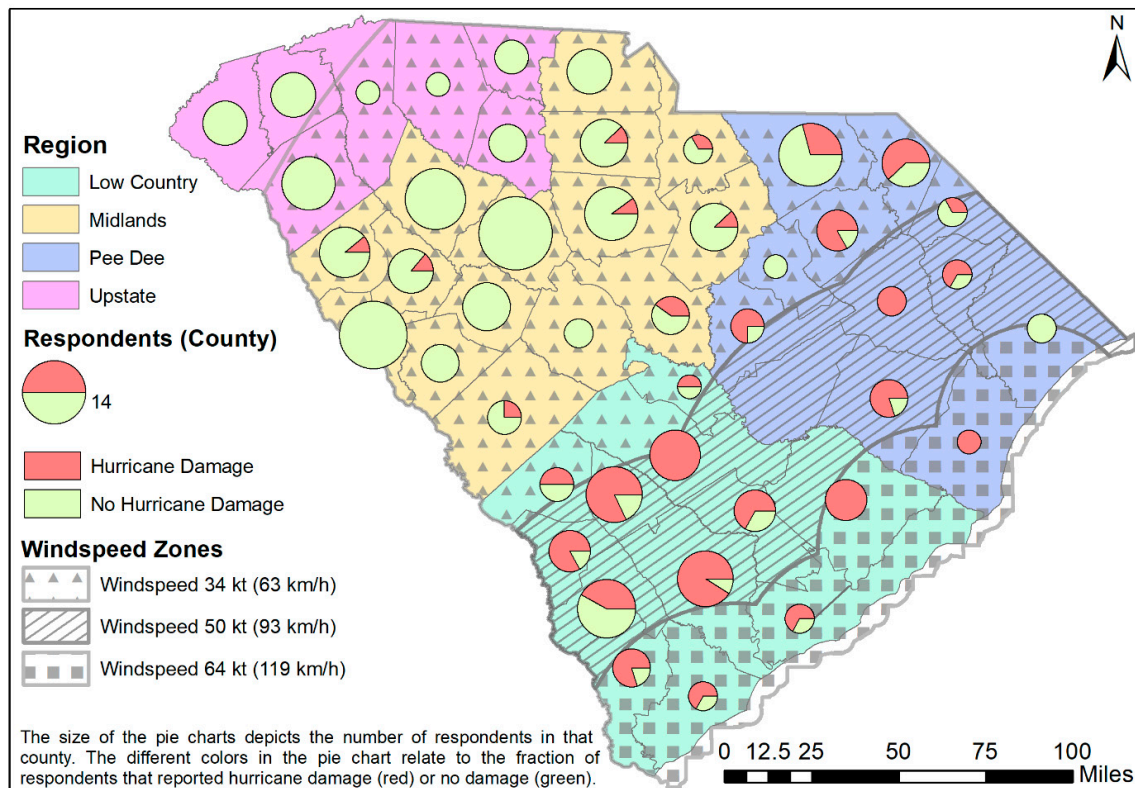 N
Region
Low Country
Midlands
Pee Dee
Upstate
Respondents (County)
14
Hurricane Damage
No Hurricane Damage
Windspeed Zones
Windspeed 34 kt (63 km/h)
Windspeed 50 kt (93 km/h)
Windspeed 64 kt (119 km/h)
The size of the pie charts depicts the number of respondents in that
county. The different colors in the pie chart relate to the fraction of
respondents that reported hurricane damage (red) or no damage (green).
0 12.5 25 50 75 100
Miles